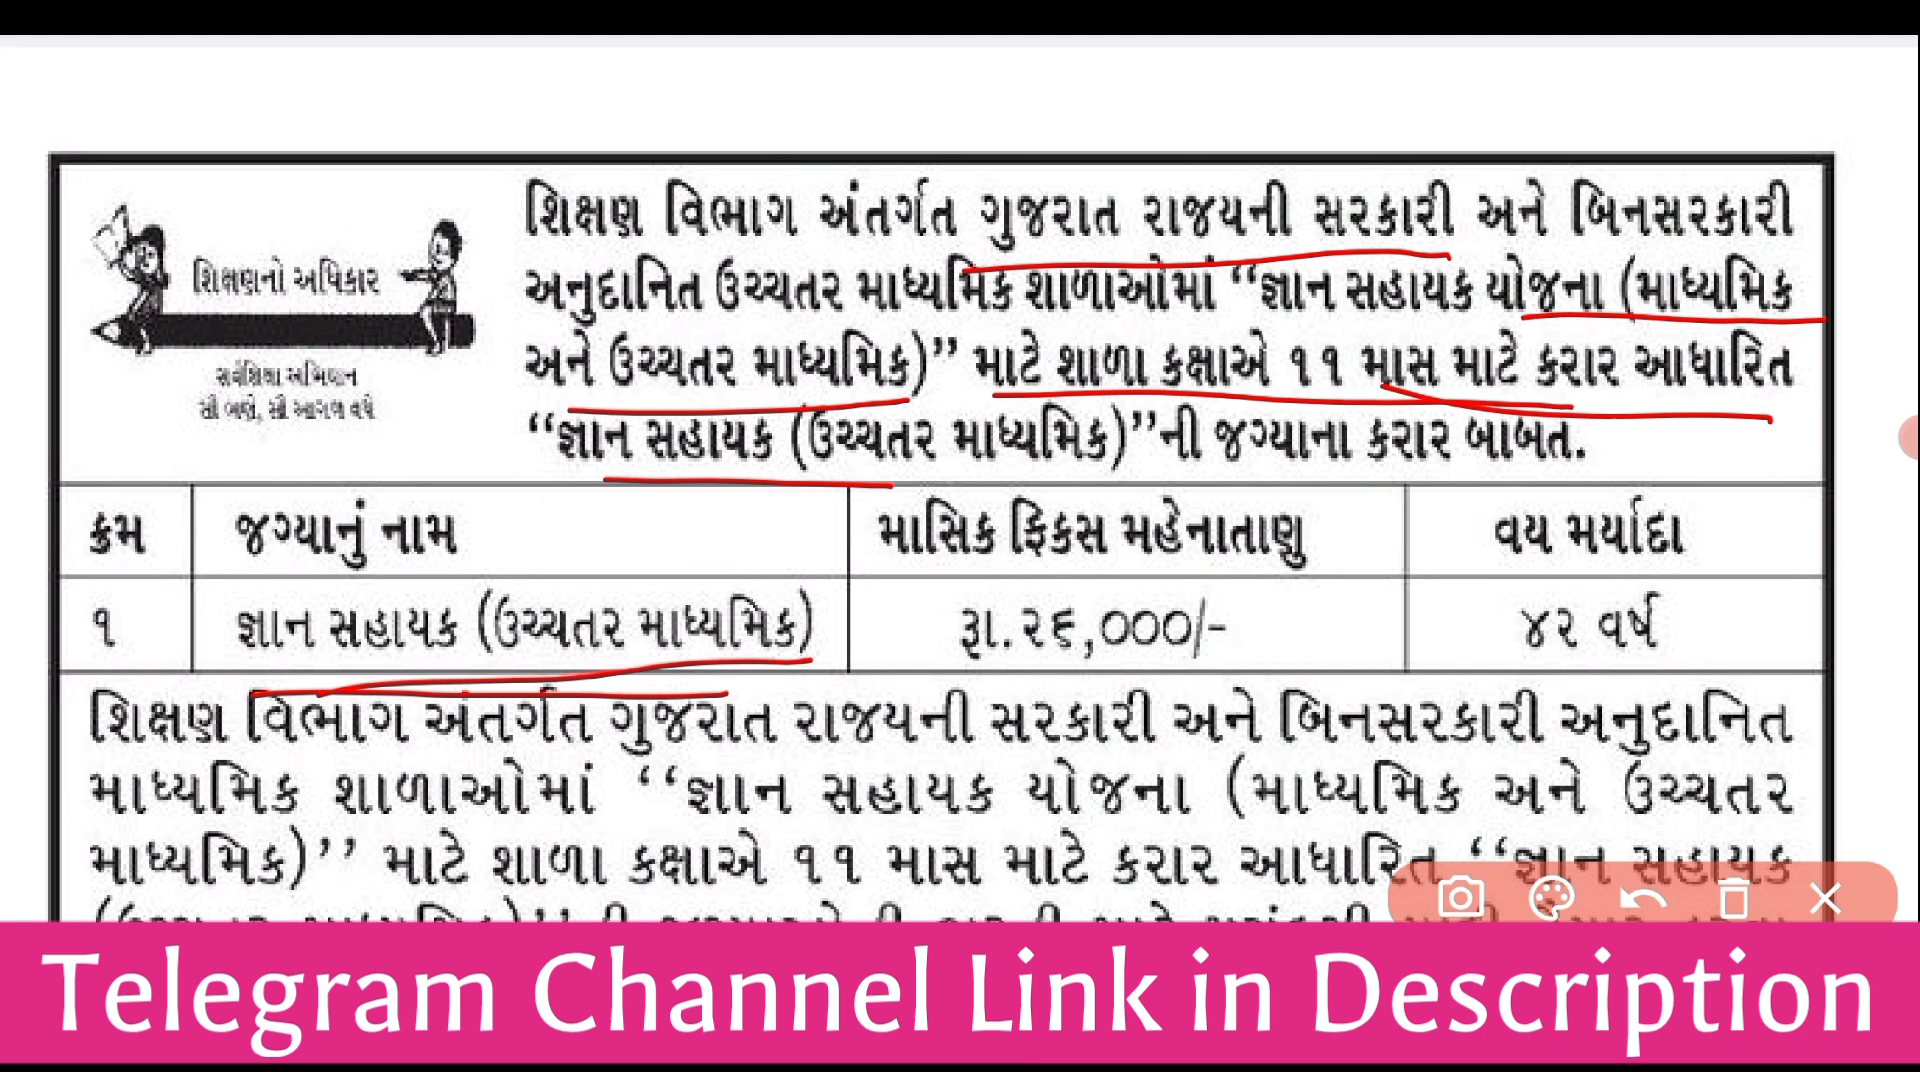 શિક્ષણનો અધિકાર
સર્વશિક્ષા અભિયાન
સૌ ભણે, સૌ આગળ વધે
શિક્ષણ વિભાગ અંતર્ગત ગુજરાત રાજયની સરકારી અને બિનસરકારી
અનુદાનિત ઉચ્ચતર માધ્યમિક શાળાઓમાં “જ્ઞાન સહાયક યોજના (માધ્યમિક
અને ઉચ્ચતર માધ્યમિક)” માટે શાળા કક્ષાએ ૧૧ માસ માટે કરાર આધારિત
“જ્ઞાન સહાયક (ઉચ્ચતર માધ્યમિક)”ની જગ્યાના કરાર બાબત.
ક્રમ જગ્યાનું નામ માસિક ફિકસ મહેનાતાણુ વય મર્યાદા
૧ જ્ઞાન સહાયક (ઉચ્ચતર માધ્યમિક) રૂા.૨૬,૦૦૦/- ૪૨ વર્ષ
શિક્ષણ વિભાગ અંતર્ગત ગુજરાત રાજયની સરકારી અને બિનસરકારી અનુદાનિત
માધ્યમિક શાળાઓમાં ‘‘જ્ઞાન સહાયક યોજના (માધ્યમિક અને ઉચ્ચતર
માધ્યમિક)’’ માટે શાળા કક્ષાએ ૧૧ માસ માટે કરાર આધારિત ‘‘જ્ઞાન સહાયક
Telegram Channel Link in Description